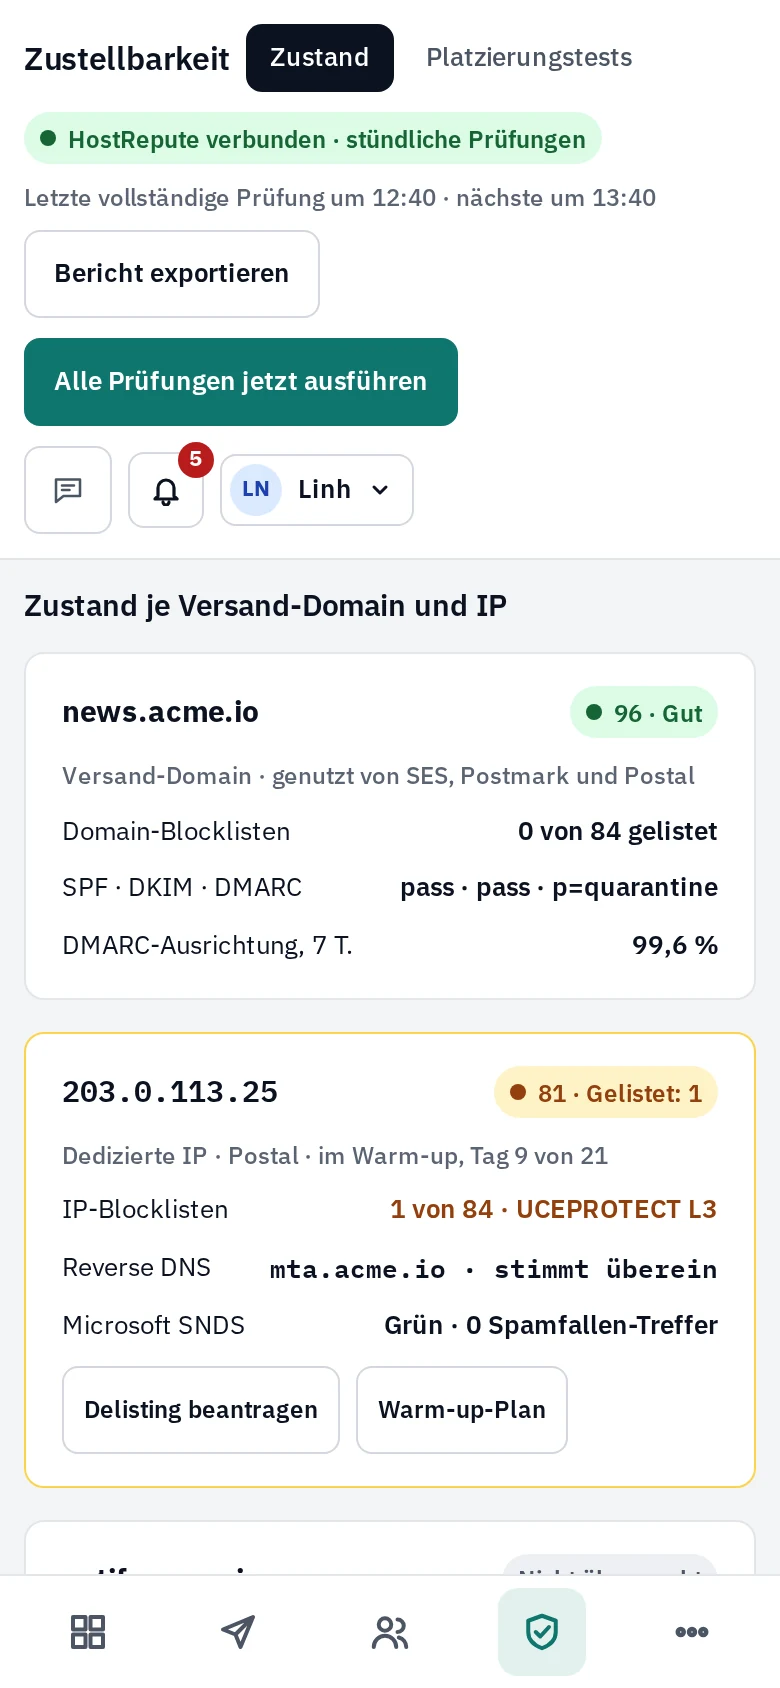 Zustellbarkeit Zustand Platzierungstests
HostRepute verbunden · stündliche Prüfungen
Letzte vollständige Prüfung um 12:40 · nächste um 13:40
Bericht exportieren
Alle Prüfungen jetzt ausführen
5
LN Linh
Zustand je Versand-Domain und IP
news.acme.io 96 · Gut
Versand-Domain · genutzt von SES, Postmark und Postal
Domain-Blocklisten 0 von 84 gelistet
SPF · DKIM · DMARC pass · pass · p=quarantine
DMARC-Ausrichtung, 7 T. 99,6 %
203.0.113.25 81 · Gelistet: 1
Dedizierte IP · Postal · im Warm-up, Tag 9 von 21
IP-Blocklisten 1 von 84 · UCEPROTECT L3
Reverse DNS mta.acme.io · stimmt überein
Microsoft SNDS Grün · 0 Spamfallen-Treffer
Delisting beantragen Warm-up-Plan